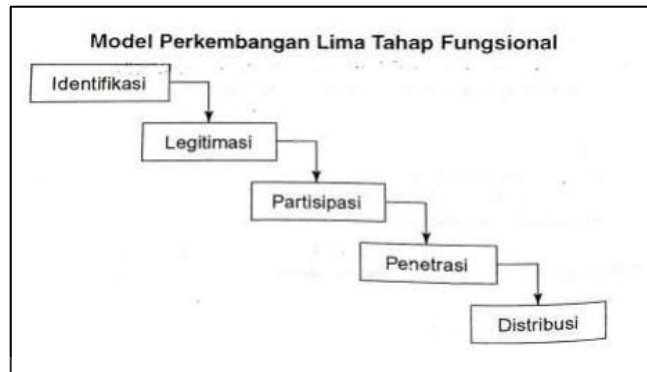 Model Perkembangan Lima Tahap Fungsional
Identifikasi
Legitimasi
Partisipasi
Penetrasi
Distribusi